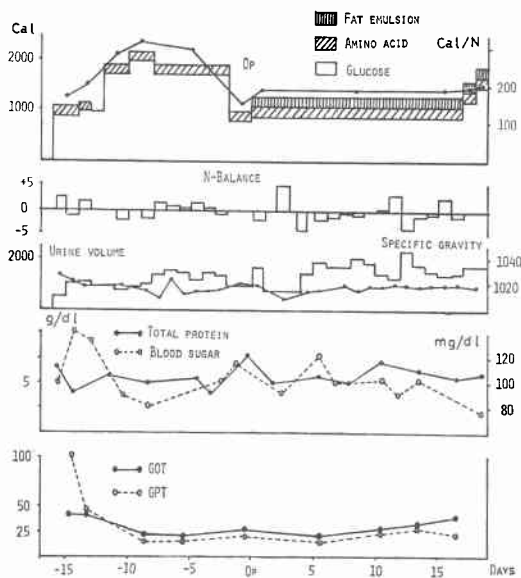 Cal
Fat emulsion
Amino acid
Glucose
Cal/N
2000
1000
Op
200
100
N-Balance
+5
0
-5
Urine volume
Specific gravity
2000
1040
1020
g/dl
mg/dl
Total protein
Blood sugar
5
120
100
80
GOT
GPT
100
50
25
-15
-10
-5
Op
5
10
15
Days